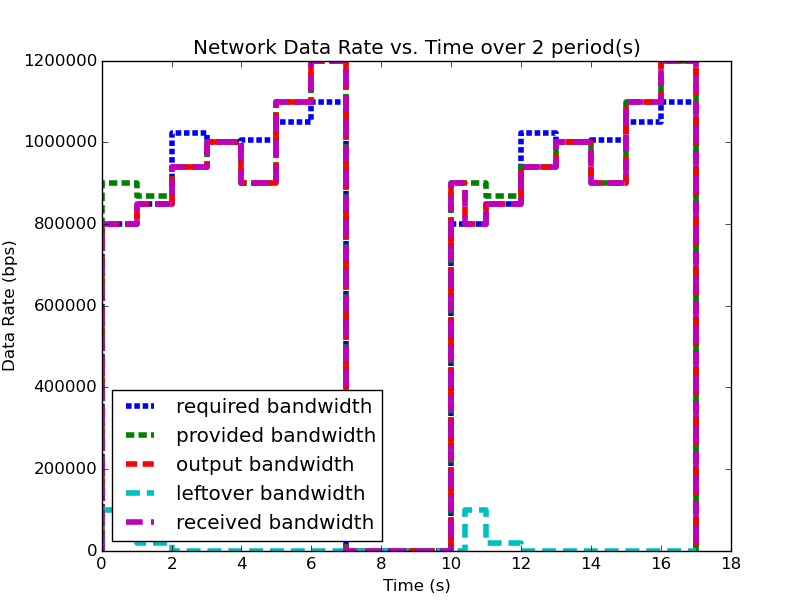 Network Data Rate vs. Time over 2 period(s)
1200000
1000000
800000
600000
400000
200000
0
Data Rate (bps)
required bandwidth
provided bandwidth
output bandwidth
leftover bandwidth
received bandwidth
0 2 4 6 8 10 12 14 16 18
Time (s)